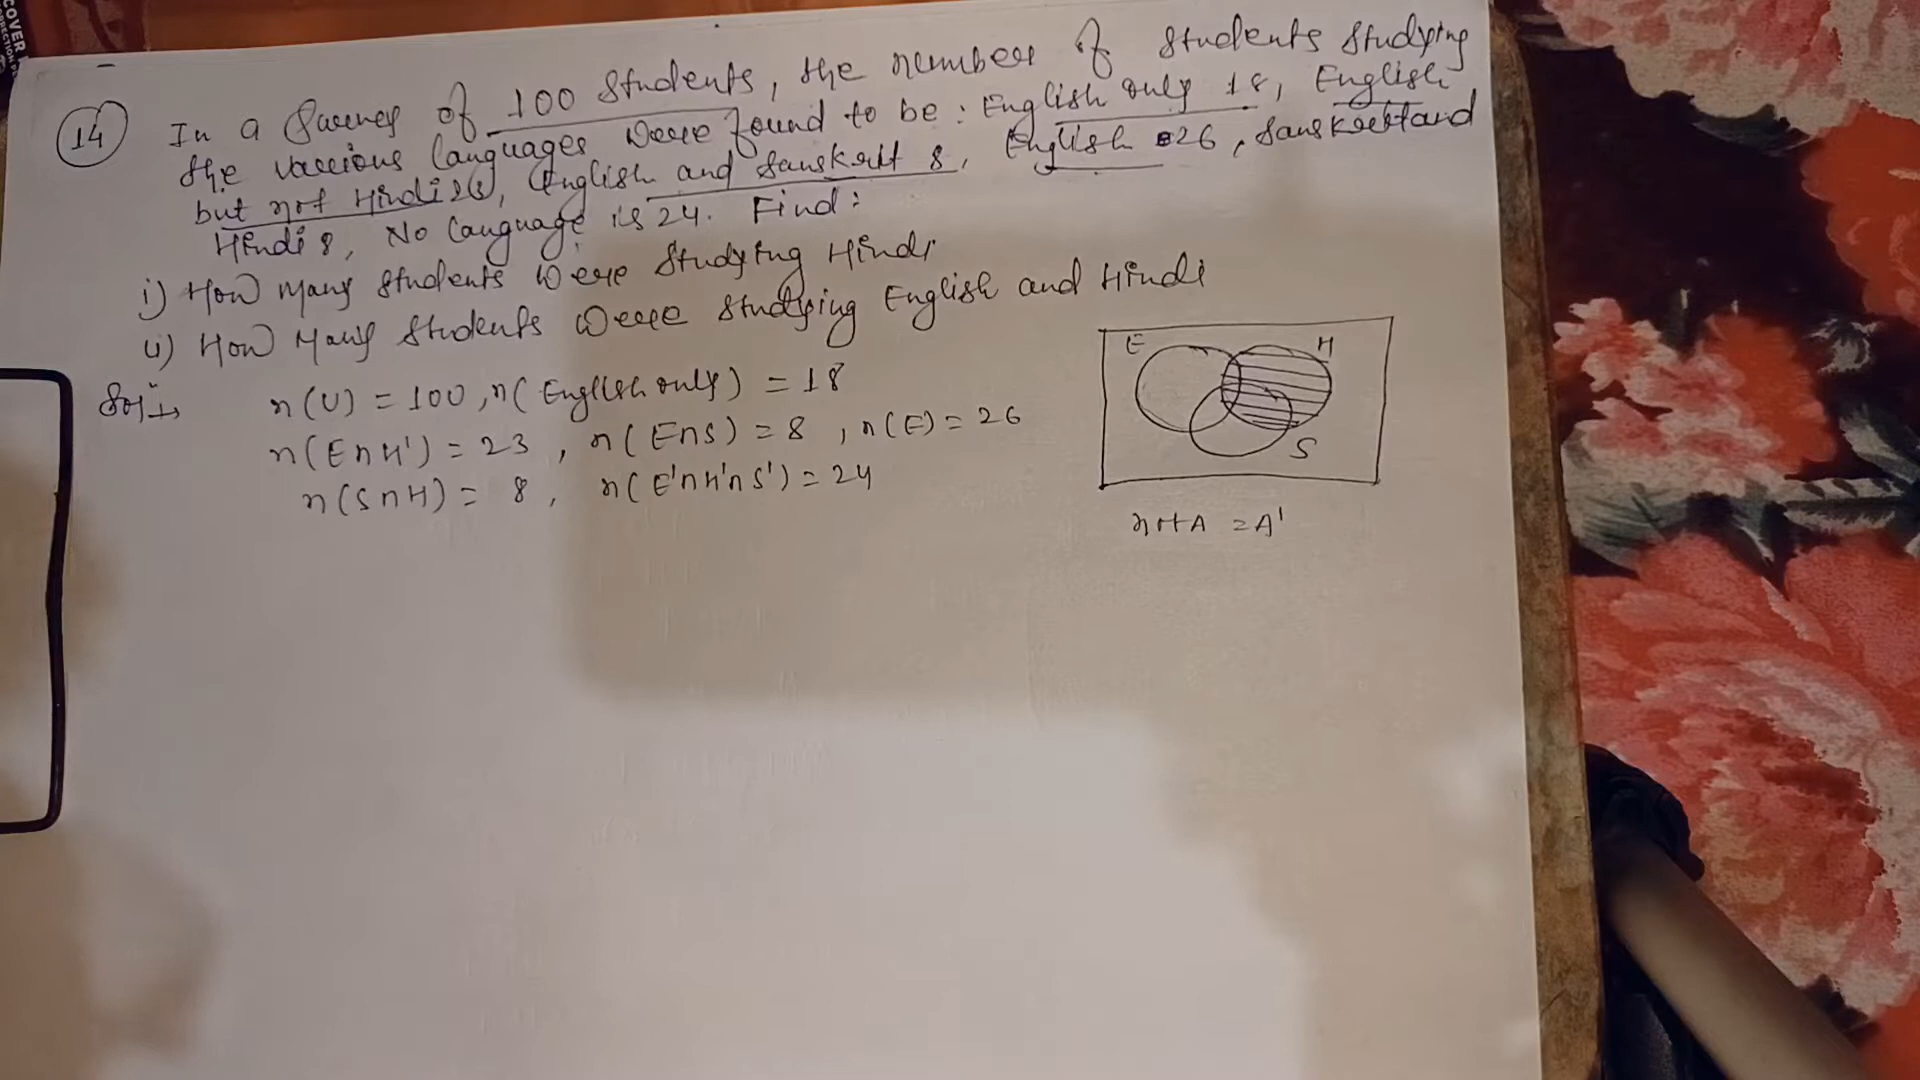 COVER
14
In a Survey of 100 Students, the number of Students Studying
the various languages were found to be: English only 18, English
but not Hindi 23, English and Sanskrit 8, English 26, Sanskrit and
Hindi 8, No language is 24. Find:
i) How Many Students were Studying Hindi
ii) How Many Students were Studying English and Hindi
Sol:→ n(U) = 100, n(English only) = 18
n(E∩H') = 23, n(E∩S) = 8, n(E) = 26
n(S∩H) = 8, n(E'∩H'∩S') = 24
E H
S
not A = A'